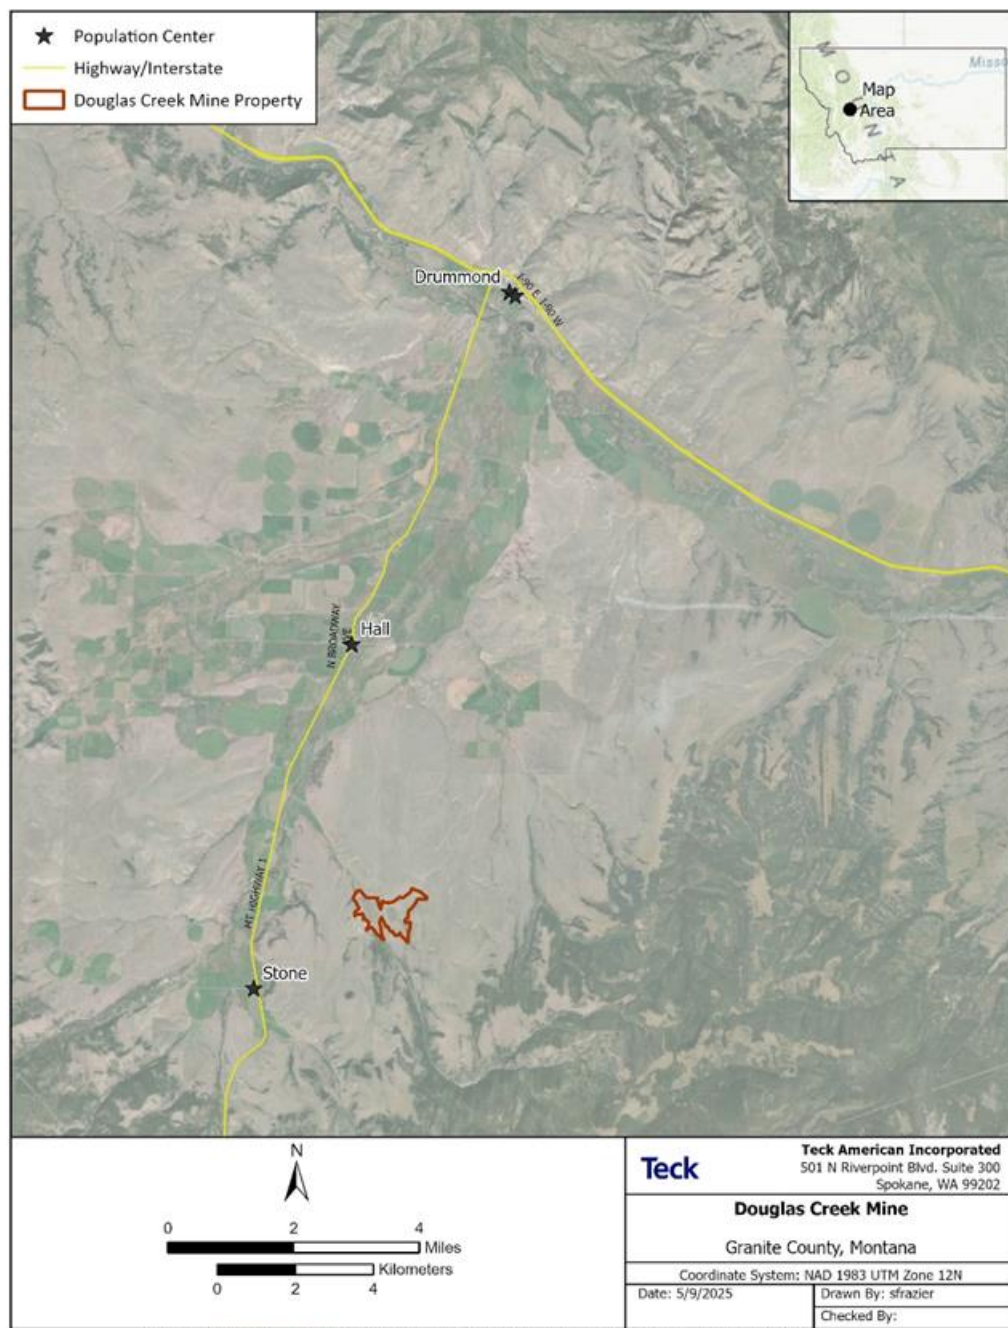 Population Center
Highway/Interstate
Douglas Creek Mine Property
MONTANA
Misso
Map
Area
Drummond
I-90 E I-90 W
Hall
N BROADWAY
AVE
MT HIGHWAY 1
Stone
N
0 2 4
Miles
Kilometers
0 2 4
Teck
Teck American Incorporated
501 N Riverpoint Blvd. Suite 300
Spokane, WA 99202
Douglas Creek Mine
Granite County, Montana
Coordinate System: NAD 1983 UTM Zone 12N
Date: 5/9/2025
Drawn By: sfrazier
Checked By: